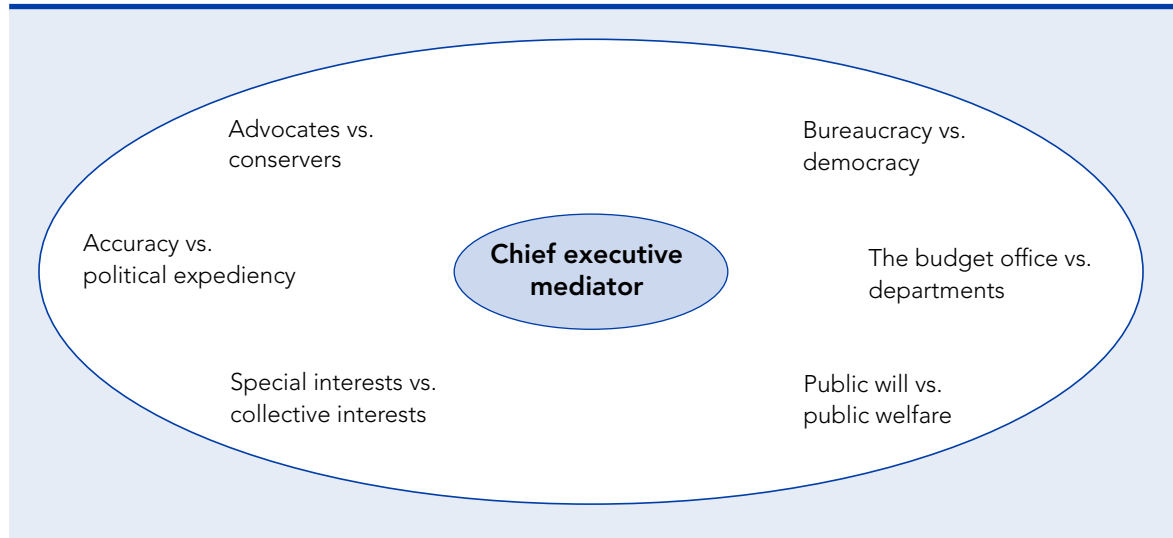 Advocates vs.
conservers
Bureaucracy vs.
democracy
Accuracy vs.
political expediency
Chief executive
mediator
The budget office vs.
departments
Special interests vs.
collective interests
Public will vs.
public welfare